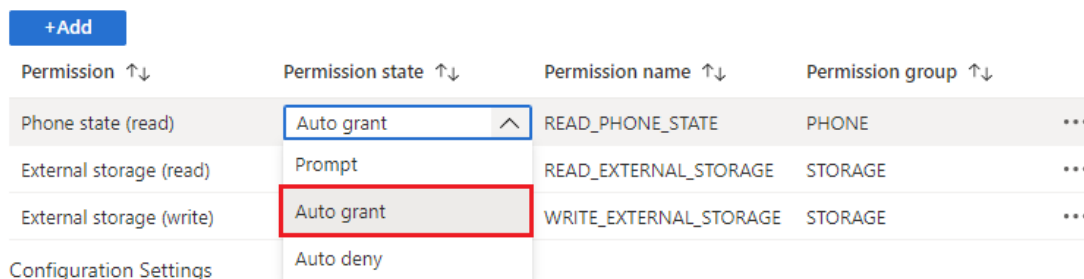 +Add
Permission ↑↓ Permission state ↑↓ Permission name ↑↓ Permission group ↑↓
Phone state (read) Auto grant READ_PHONE_STATE PHONE ...
External storage (read) Prompt READ_EXTERNAL_STORAGE STORAGE ...
External storage (write) Auto grant WRITE_EXTERNAL_STORAGE STORAGE ...
Auto deny
Configuration Settings